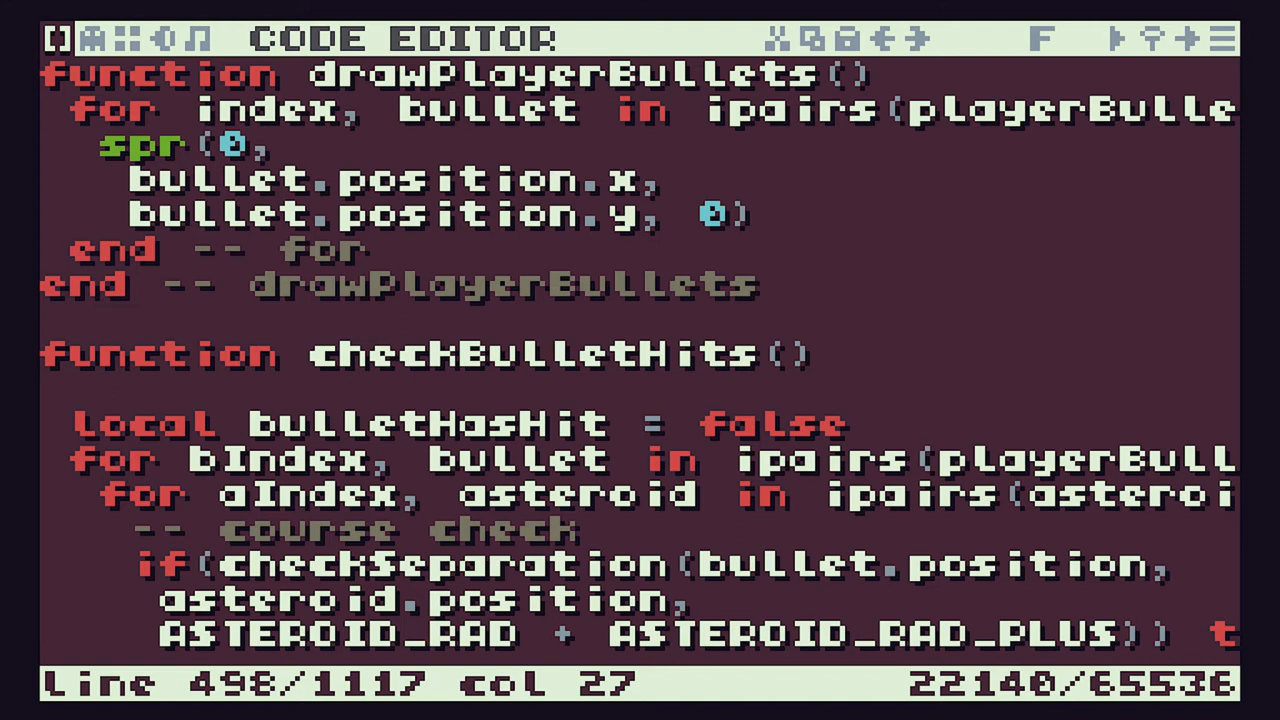 CODE EDITOR F
function drawPlayerBullets()
for index, bullet in ipairs(playerBulle
spr(0,
bullet.position.x,
bullet.position.y, 0)
end -- for
end -- drawPlayerBullets
function checkBulletHits()
local bulletHasHit = false
for bIndex, bullet in ipairs(playerBull
for aIndex, asteroid in ipairs(asteroi
-- course check
if(checkSeparation(bullet.position,
asteroid.position,
ASTEROID_RAD + ASTEROID_RAD_PLUS)) t
line 498/1117 col 27 22140/65536